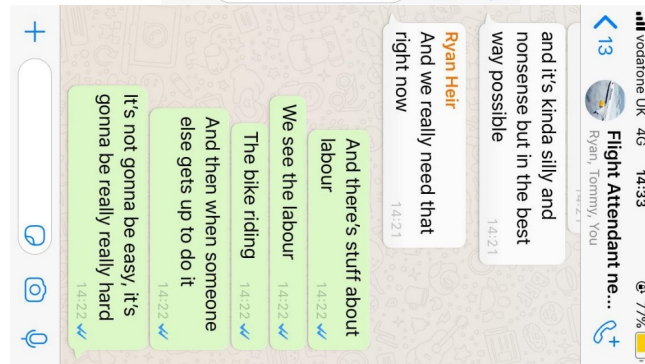 vodafone UK 4G 14:33 77%
13
Flight Attendant ne...
Ryan, Tommy, You
and it's kinda silly and
nonsense but in the best
way possible
14:21
Ryan Heir
And we really need that
right now
14:21
And there's stuff about
labour
14:22
We see the labour
14:22
The bike riding
14:22
And then when someone
else gets up to do it
14:22
It's not gonna be easy, it's
gonna be really really hard
14:22